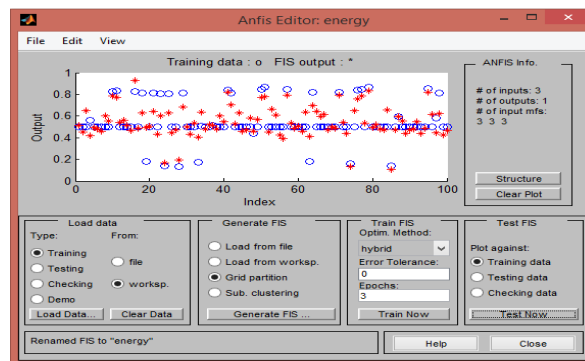 Anfis Editor: energy
File Edit View
Training data : o FIS output : *
1
0.8
0.6
0.4
0.2
0
Output
0 20 40 60 80 100
Index
ANFIS Info.
# of inputs: 3
# of outputs: 1
# of input mfs:
3 3 3
Structure
Clear Plot
Load data
Type: From:
Training
Testing
Checking
Demo
file
worksp.
Load Data... Clear Data
Generate FIS
Load from file
Load from worksp.
Grid partition
Sub. clustering
Generate FIS ...
Train FIS
Optim. Method:
hybrid
Error Tolerance:
0
Epochs:
3
Train Now
Test FIS
Plot against:
Training data
Testing data
Checking data
Test Now
Renamed FIS to "energy"
Help Close